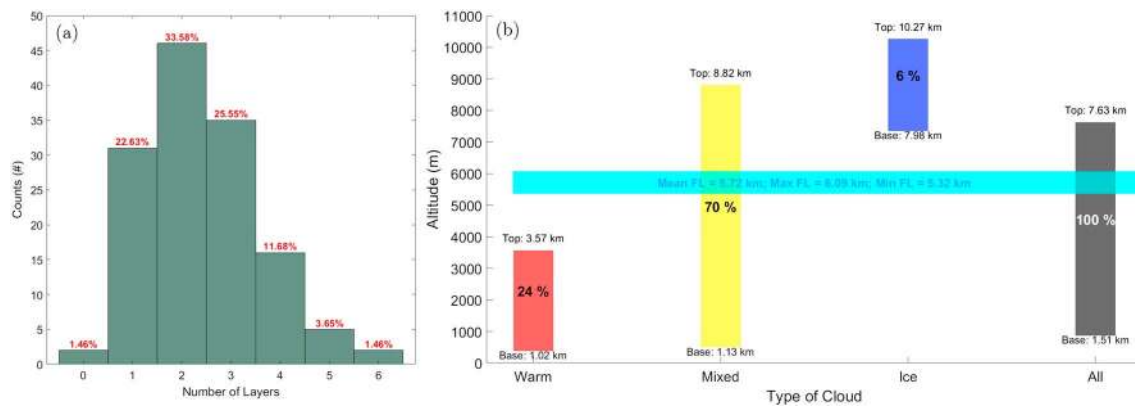 (a)
50
45
40
35
30
25
20
15
10
5
0
Counts (#)
1.46%
22.63%
33.58%
25.55%
11.68%
3.65%
1.46%
0 1 2 3 4 5 6
Number of Layers
(b)
11000
10000
9000
8000
7000
6000
5000
4000
3000
2000
1000
0
Altitude (m)
Top: 3.57 km
24 %
Base: 1.02 km
Top: 8.82 km
70 %
Base: 1.13 km
Top: 10.27 km
6 %
Base: 7.98 km
Top: 7.63 km
100 %
Base: 1.51 km
Mean FL = 5.72 km; Max FL = 6.09 km; Min FL = 5.32 km
Warm Mixed Ice All
Type of Cloud